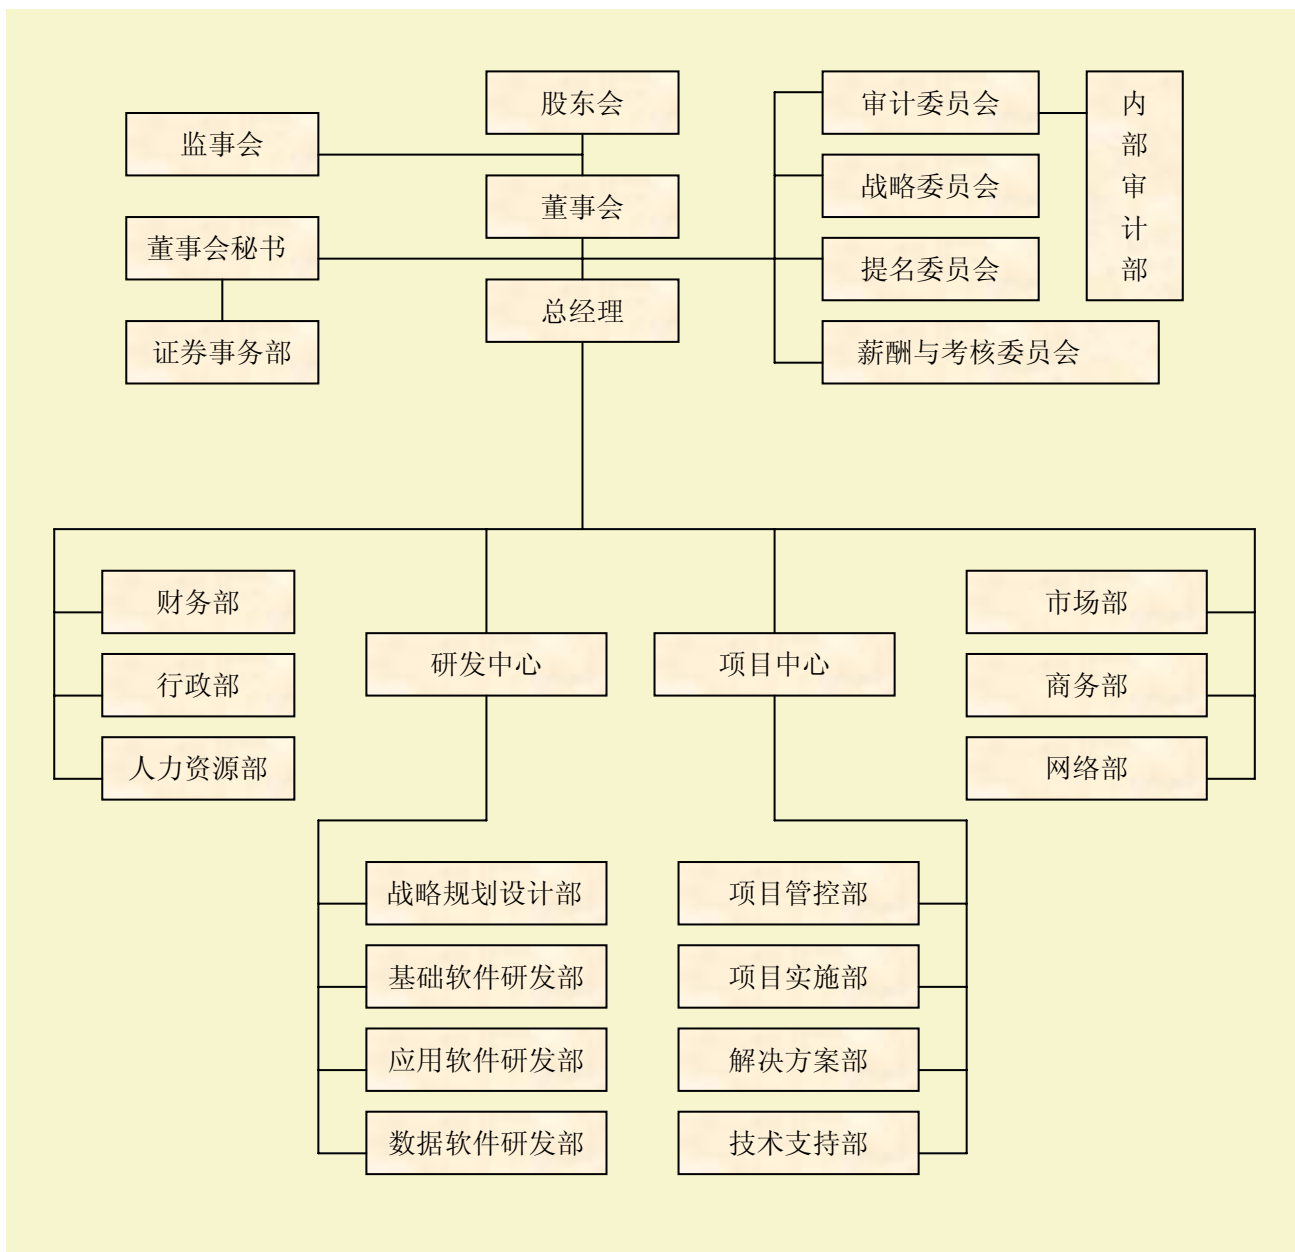 股东会
审计委员会
内部审计部
监事会
战略委员会
董事会
董事会秘书
提名委员会
总经理
证券事务部
薪酬与考核委员会
财务部
市场部
研发中心
项目中心
行政部
商务部
人力资源部
网络部
战略规划设计部
项目管控部
基础软件研发部
项目实施部
应用软件研发部
解决方案部
数据软件研发部
技术支持部